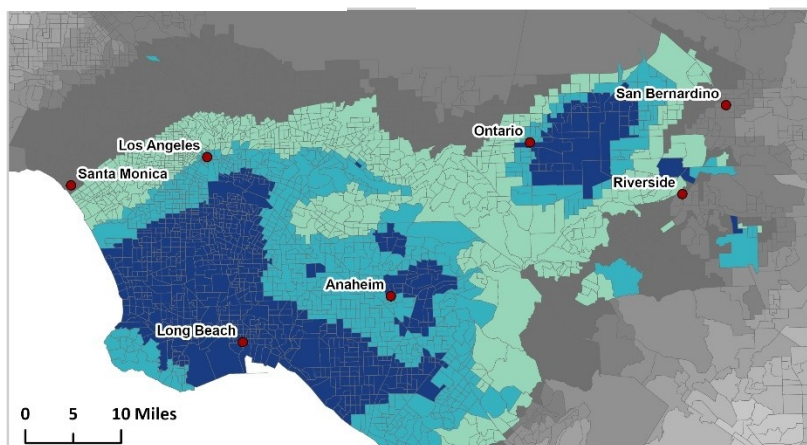 San Bernardino
Ontario
Los Angeles
Santa Monica
Riverside
Anaheim
Long Beach
0 5 10 Miles